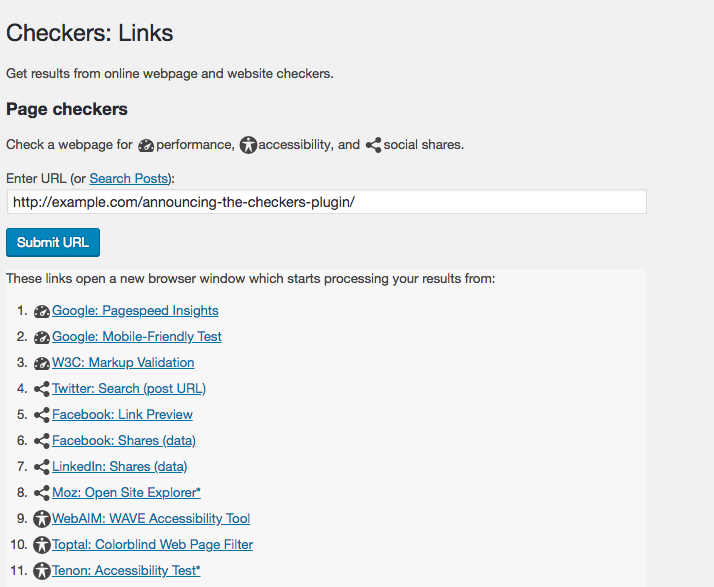 Checkers: Links
Get results from online webpage and website checkers.
Page checkers
Check a webpage for performance, accessibility, and social shares.
Enter URL (or Search Posts):
http://example.com/announcing-the-checkers-plugin/
Submit URL
These links open a new browser window which starts processing your results from:
1. Google: Pagespeed Insights
2. Google: Mobile-Friendly Test
3. W3C: Markup Validation
4. Twitter: Search (post URL)
5. Facebook: Link Preview
6. Facebook: Shares (data)
7. LinkedIn: Shares (data)
8. Moz: Open Site Explorer*
9. WebAIM: WAVE Accessibility Tool
10. Toptal: Colorblind Web Page Filter
11. Tenon: Accessibility Test*